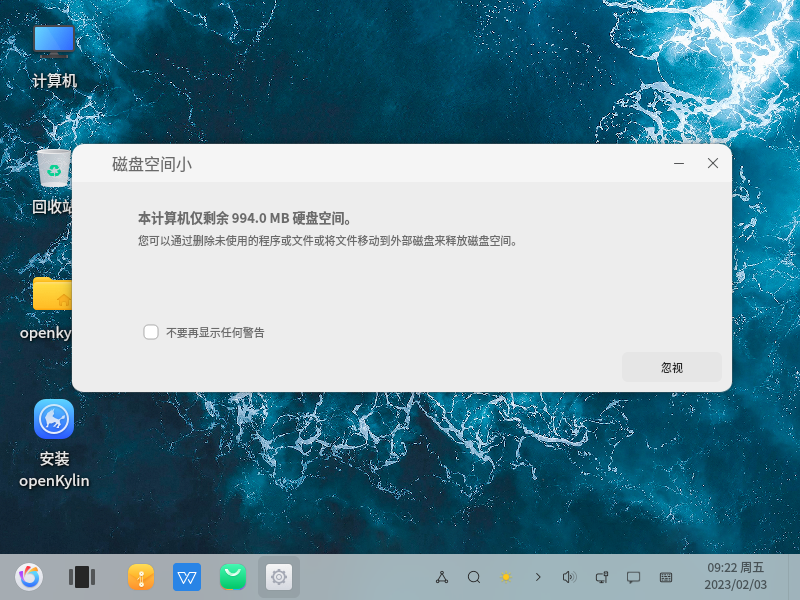 计算机
回收站
openky
安装
openKylin
磁盘空间小
本计算机仅剩余 994.0 MB 硬盘空间。
您可以通过删除未使用的程序或文件或将文件移动到外部磁盘来释放磁盘空间。
不要再显示任何警告
忽视
09:22 周五
2023/02/03